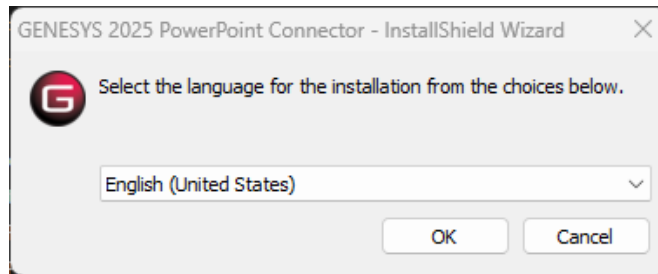 GENESYS 2025 PowerPoint Connector - InstallShield Wizard
G
Select the language for the installation from the choices below.
English (United States)
OK
Cancel